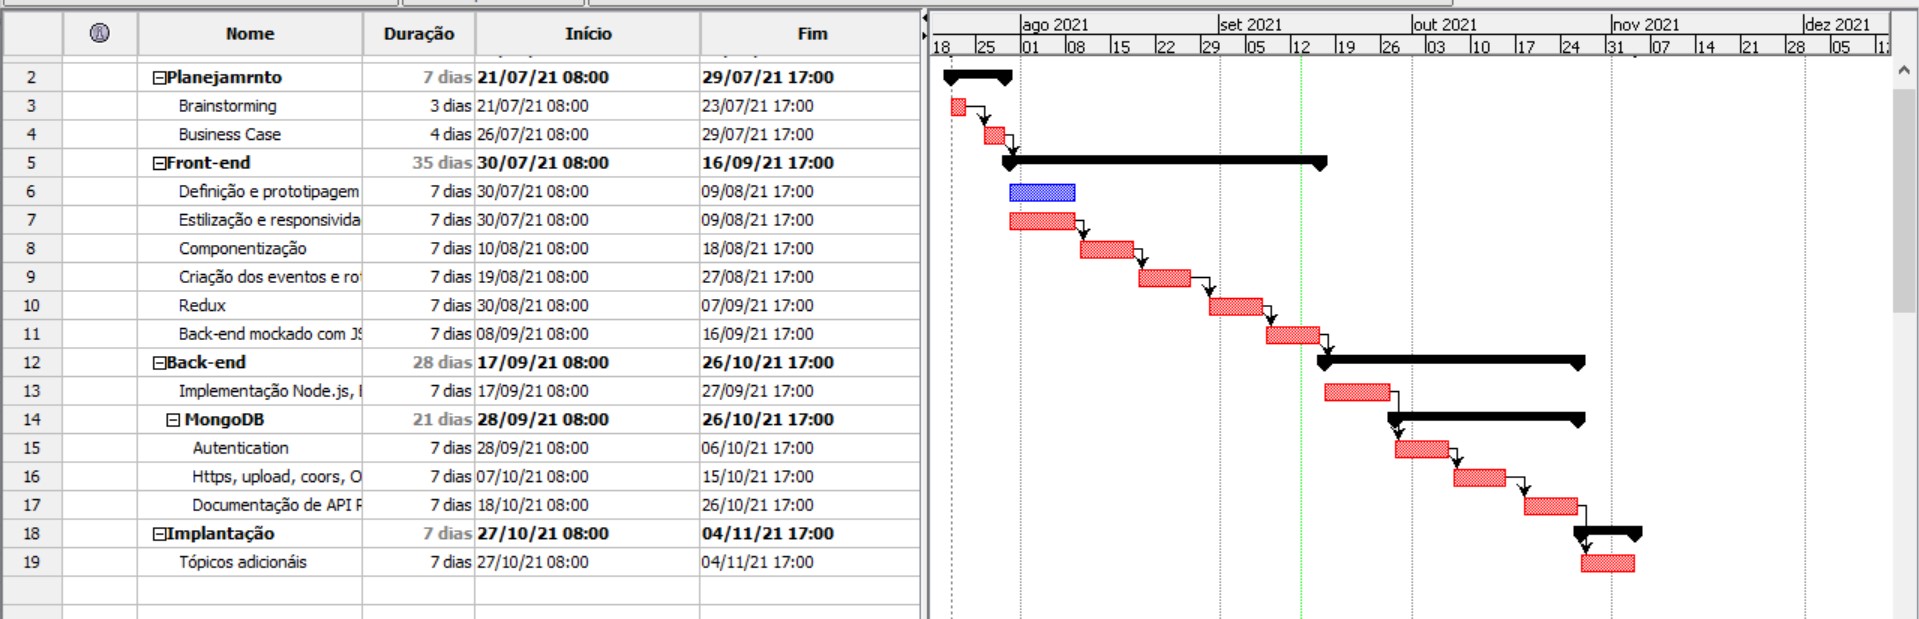 Nome Duração Início Fim
ago 2021 set 2021 out 2021 nov 2021 dez 2021
18 25 01 08 15 22 29 05 12 19 26 03 10 17 24 31 07 14 21 28 05
2 Planejamrnto 7 dias 21/07/21 08:00 29/07/21 17:00
3 Brainstorming 3 dias 21/07/21 08:00 23/07/21 17:00
4 Business Case 4 dias 26/07/21 08:00 29/07/21 17:00
5 Front-end 35 dias 30/07/21 08:00 16/09/21 17:00
6 Definição e prototipagem 7 dias 30/07/21 08:00 09/08/21 17:00
7 Estilização e responsivida 7 dias 30/07/21 08:00 09/08/21 17:00
8 Componentização 7 dias 10/08/21 08:00 18/08/21 17:00
9 Criação dos eventos e ro 7 dias 19/08/21 08:00 27/08/21 17:00
10 Redux 7 dias 30/08/21 08:00 07/09/21 17:00
11 Back-end mockado com JS 7 dias 08/09/21 08:00 16/09/21 17:00
12 Back-end 28 dias 17/09/21 08:00 26/10/21 17:00
13 Implementação Node.js, 7 dias 17/09/21 08:00 27/09/21 17:00
14 MongoDB 21 dias 28/09/21 08:00 26/10/21 17:00
15 Autentication 7 dias 28/09/21 08:00 06/10/21 17:00
16 Https, upload, coors, O 7 dias 07/10/21 08:00 15/10/21 17:00
17 Documentação de API 7 dias 18/10/21 08:00 26/10/21 17:00
18 Implantação 7 dias 27/10/21 08:00 04/11/21 17:00
19 Tópicos adicionáis 7 dias 27/10/21 08:00 04/11/21 17:00